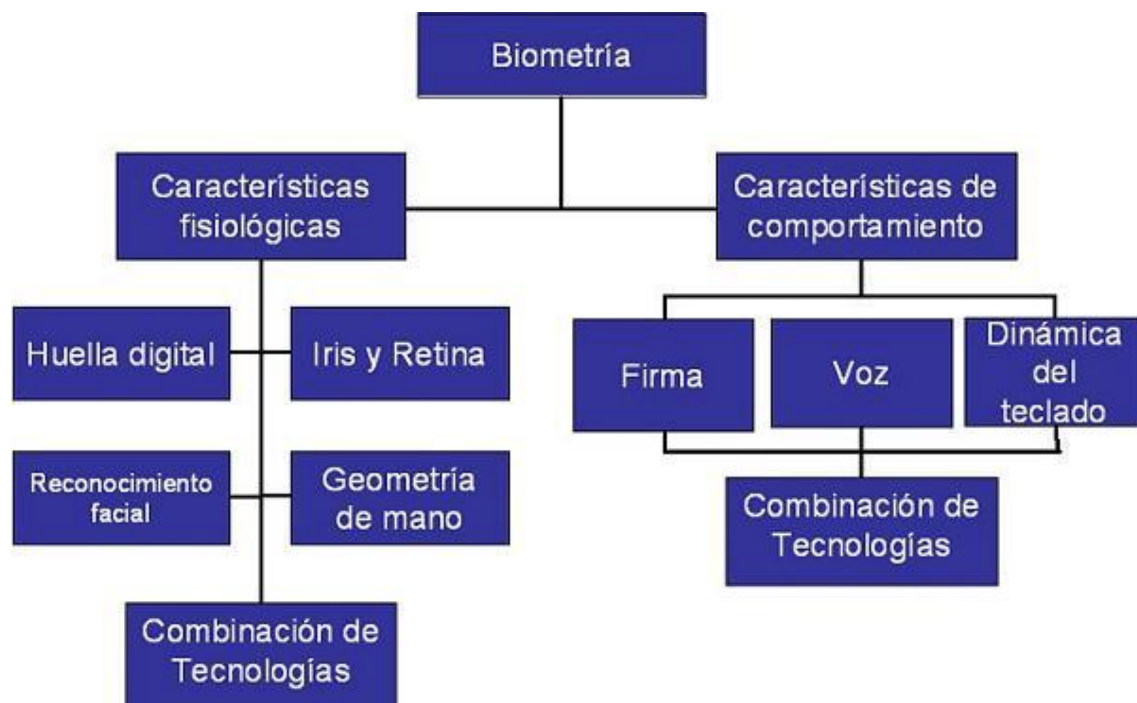 Biometría
Características
fisiológicas
Características de
comportamiento
Huella digital
Iris y Retina
Reconocimiento
facial
Geometría
de mano
Combinación de
Tecnologías
Firma
Voz
Dinámica
del
teclado
Combinación de
Tecnologías